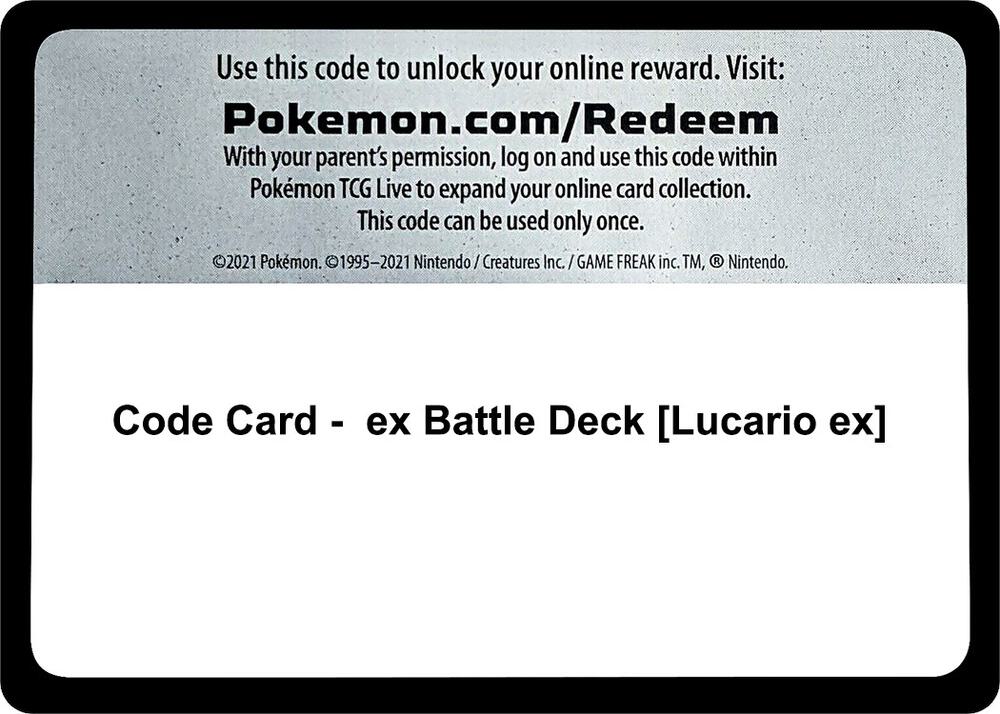 Use this code to unlock your online reward. Visit:
Pokemon.com/Redeem
With your parent's permission, log on and use this code within
Pokémon TCG Live to expand your online card collection.
This code can be used only once.
©2021 Pokémon. ©1995–2021 Nintendo / Creatures Inc. / GAME FREAK inc. TM, ® Nintendo.
Code Card -  ex Battle Deck [Lucario ex]